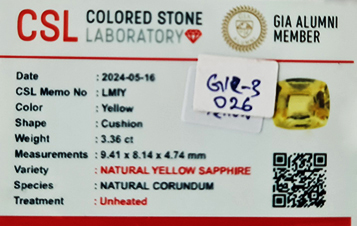 CSL COLORED STONE LABORATORY
GIA ALUMNI MEMBER
Date : 2024-05-16
CSL Memo No : LMIY
Color : Yellow
Shape : Cushion
Weight : 3.36 ct
Measurements : 9.41 x 8.14 x 4.74 mm
Variety : NATURAL YELLOW SAPPHIRE
Species : NATURAL CORUNDUM
Treatment : Unheated
026